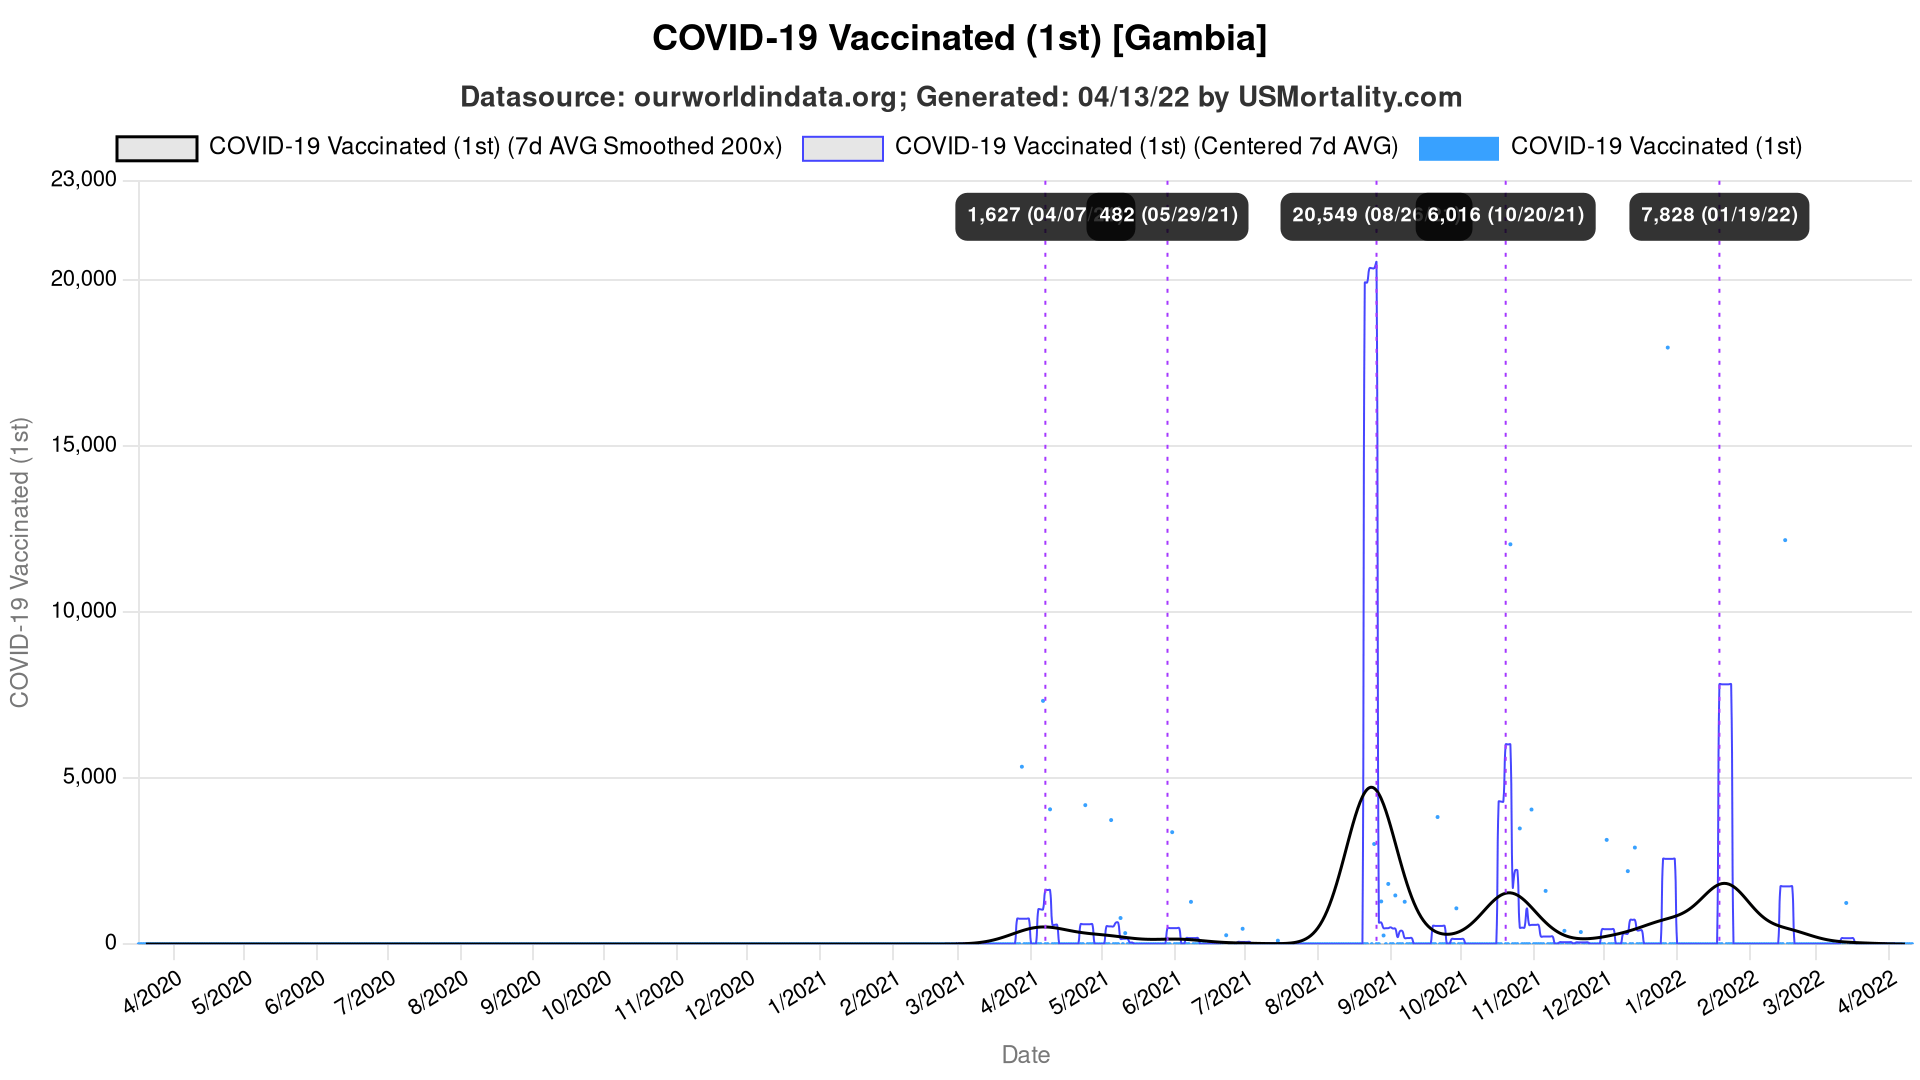 COVID-19 Vaccinated (1st) [Gambia]
Datasource: ourworldindata.org; Generated: 04/13/22 by USMortality.com
COVID-19 Vaccinated (1st) (7d AVG Smoothed 200x) COVID-19 Vaccinated (1st) (Centered 7d AVG) COVID-19 Vaccinated (1st)
1,627 (04/07/ 482 (05/29/21) 20,549 (08/26 6,016 (10/20/21) 7,828 (01/19/22)
23,000
20,000
15,000
10,000
5,000
0
COVID-19 Vaccinated (1st)
4/2020 5/2020 6/2020 7/2020 8/2020 9/2020 10/2020 11/2020 12/2020 1/2021 2/2021 3/2021 4/2021 5/2021 6/2021 7/2021 8/2021 9/2021 10/2021 11/2021 12/2021 1/2022 2/2022 3/2022 4/2022
Date